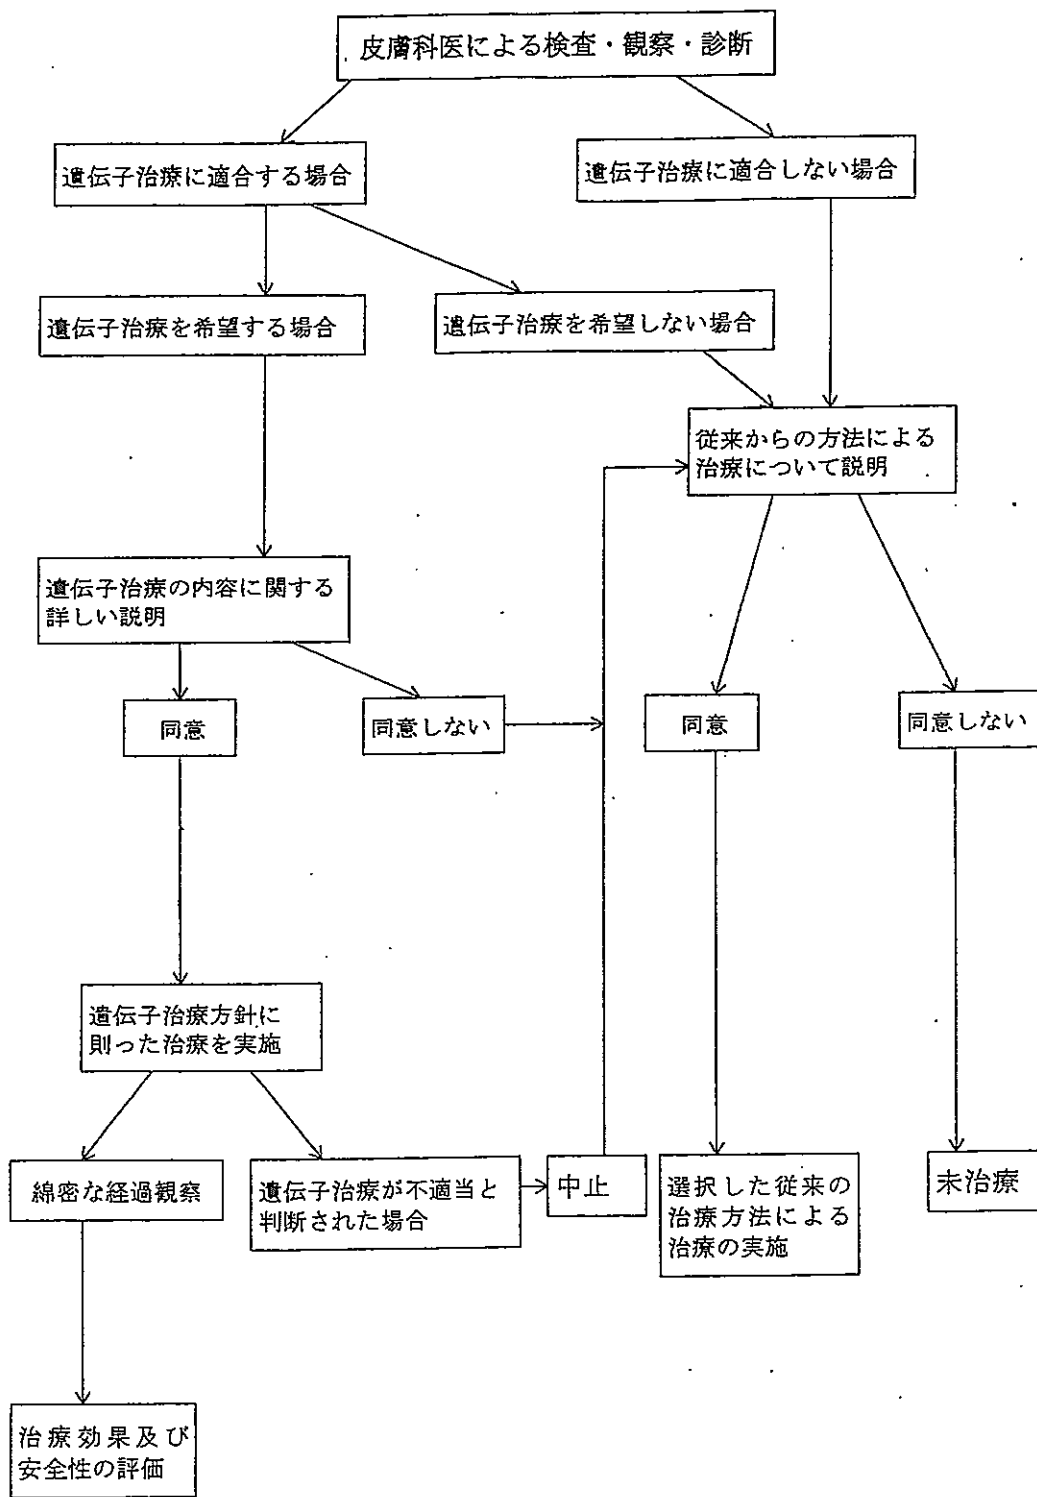 皮膚科医による検査・観察・診断
遺伝子治療に適合する場合
遺伝子治療に適合しない場合
遺伝子治療を希望する場合
遺伝子治療を希望しない場合
従来からの方法による
治療について説明
遺伝子治療の内容に関する
詳しい説明
同意
同意しない
同意
同意しない
遺伝子治療方針に
則った治療を実施
綿密な経過観察
遺伝子治療が不適当と
判断された場合
中止
選択した従来の
治療方法による
治療の実施
未治療
治療効果及び
安全性の評価